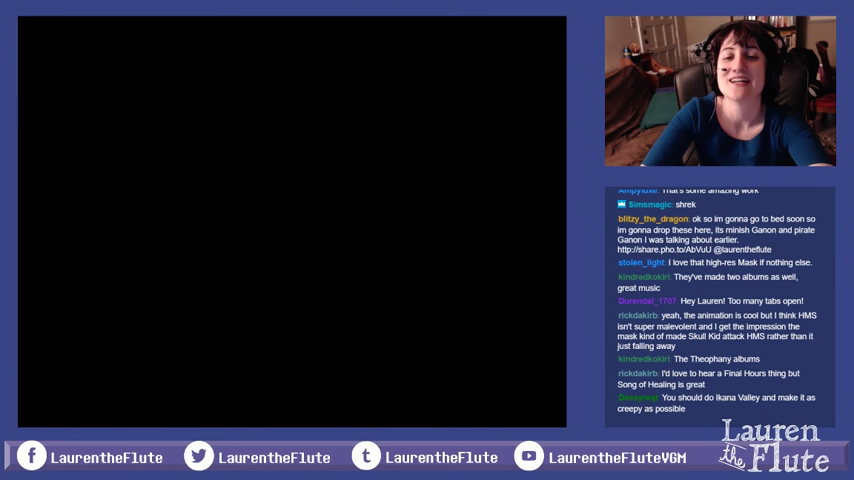 Ampyluxe: That's some amazing work
Simsmagic: shrek
blitzy_the_dragon: ok so im gonna go to bed soon so
im gonna drop these here, its minish Ganon and pirate
Ganon I was talking about earlier.
http://share.pho.to/AbVuU @laurentheflute
stolen_light: I love that high-res Mask if nothing else.
kindredkokiri: They've made two albums as well,
great music
Durendal_1707: Hey Lauren! Too many tabs open!
rickdakirb: yeah, the animation is cool but I think HMS
isn't super malevolent and I get the impression the
mask kind of made Skull Kid attack HMS rather than it
just falling away
kindredkokiri: The Theophany albums
rickdakirb: I'd love to hear a Final Hours thing but
Song of Healing is great
You should do Ikana Valley and make it as
creepy as possible
LaurentheFlute
LaurentheFlute
LaurentheFlute
LaurentheFluteVGM
Lauren
the Flute